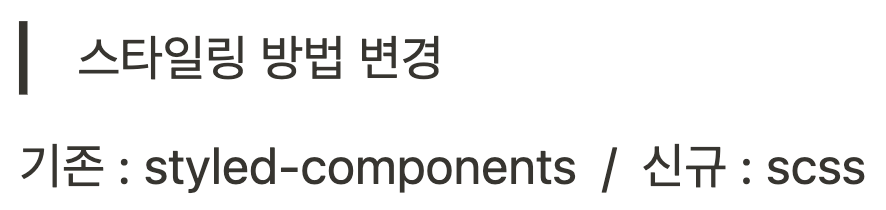 스타일링 방법 변경
기존 : styled-components / 신규 : scss